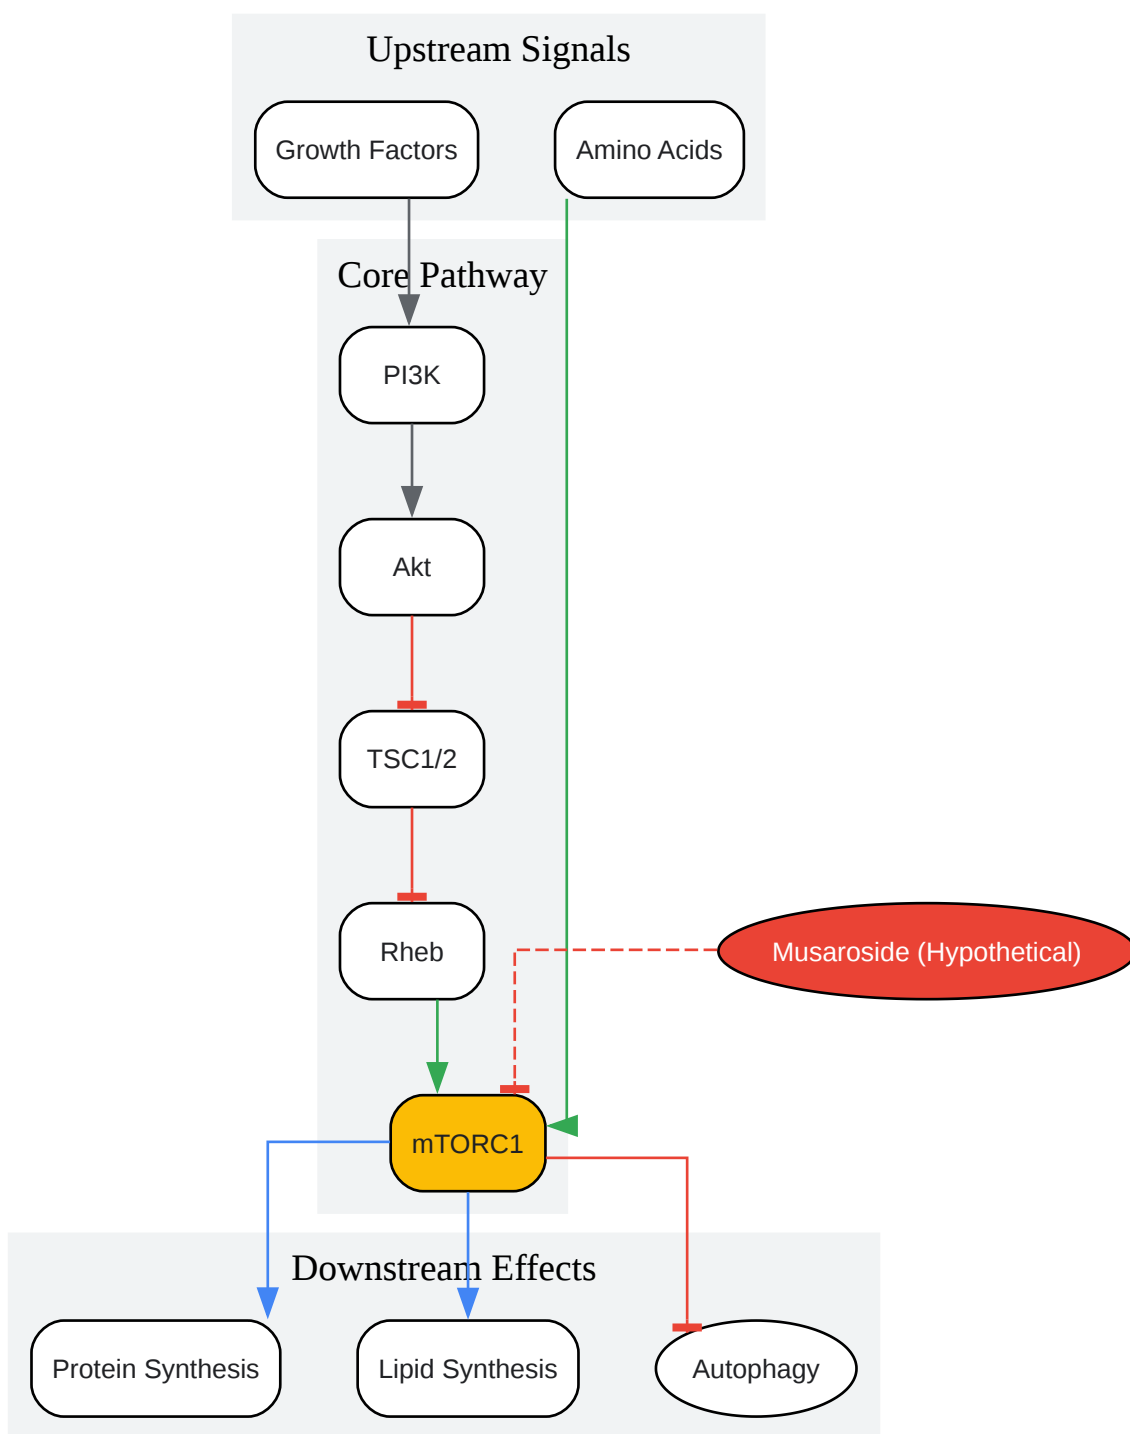 Upstream Signals
Growth Factors
Amino Acids
Core Pathway
PI3K
Akt
TSC1/2
Rheb
Musaroside (Hypothetical)
mTORC1
Downstream Effects
Protein Synthesis
Lipid Synthesis
Autophagy